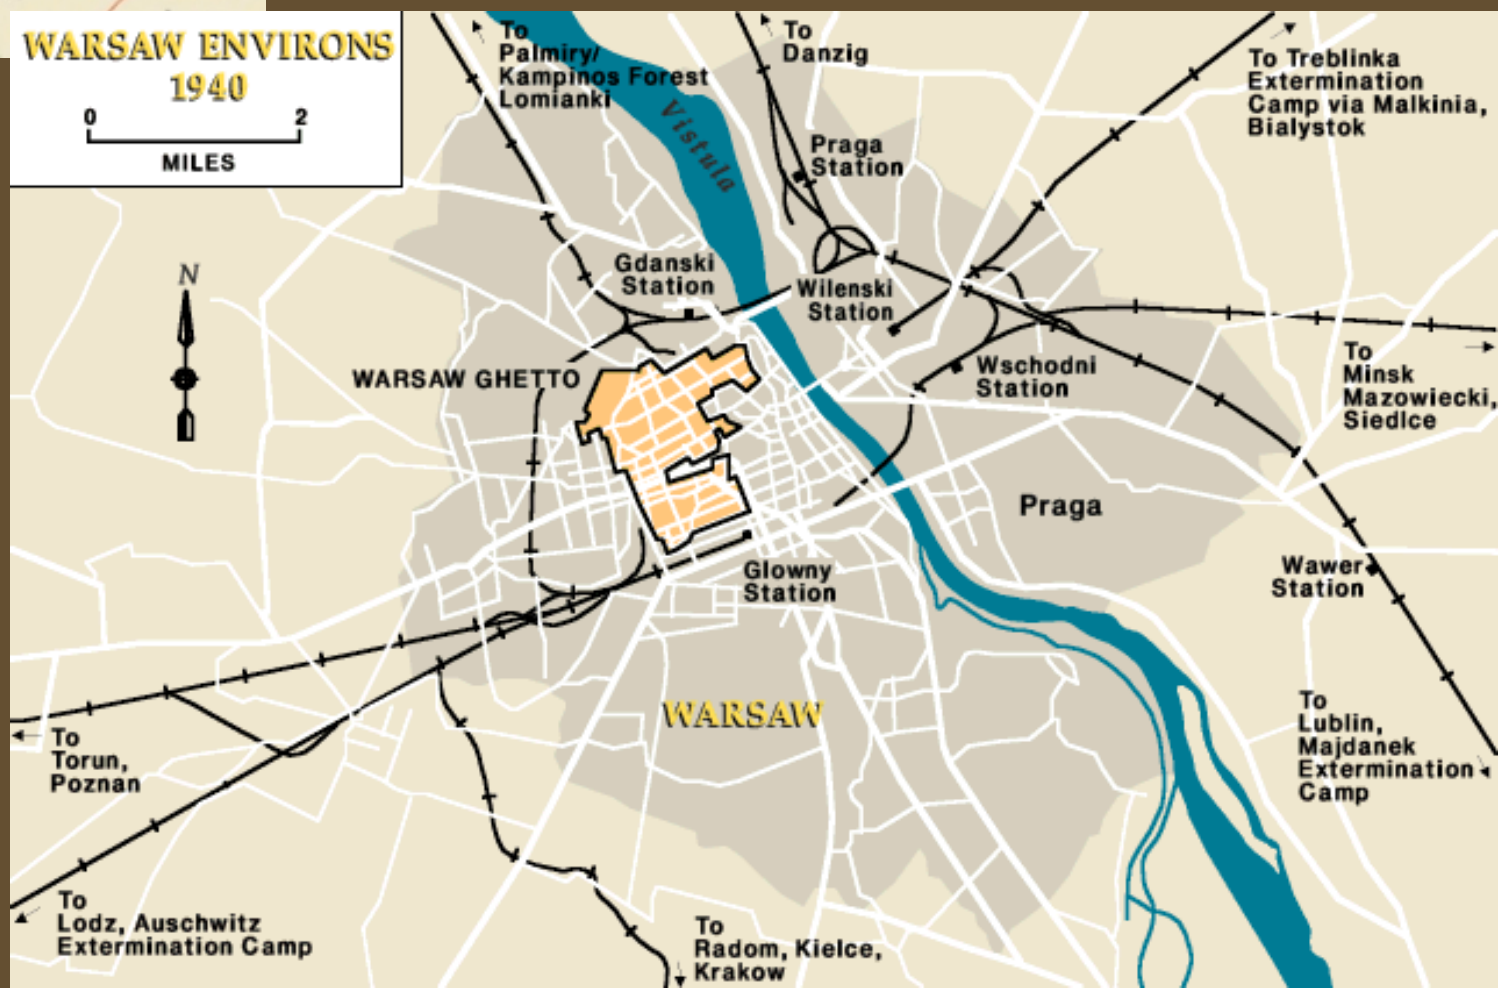 WARSAW ENVIRONS
1940
0 2
MILES
To
Palmiry/
Kampinos Forest
Lomianki
To
Danzig
To Treblinka
Extermination
Camp via Malkinia,
Bialystok
Vistula
Praga
Station
N
Gdanski
Station
Wilenski
Station
WARSAW GHETTO
Wschodni
Station
To
Minsk
Mazowiecki,
Siedlce
Praga
Glowny
Station
Wawer
Station
WARSAW
To
Torun,
Poznan
To
Lublin,
Majdanek
Extermination
Camp
To
Lodz, Auschwitz
Extermination Camp
To
Radom, Kielce,
Krakow